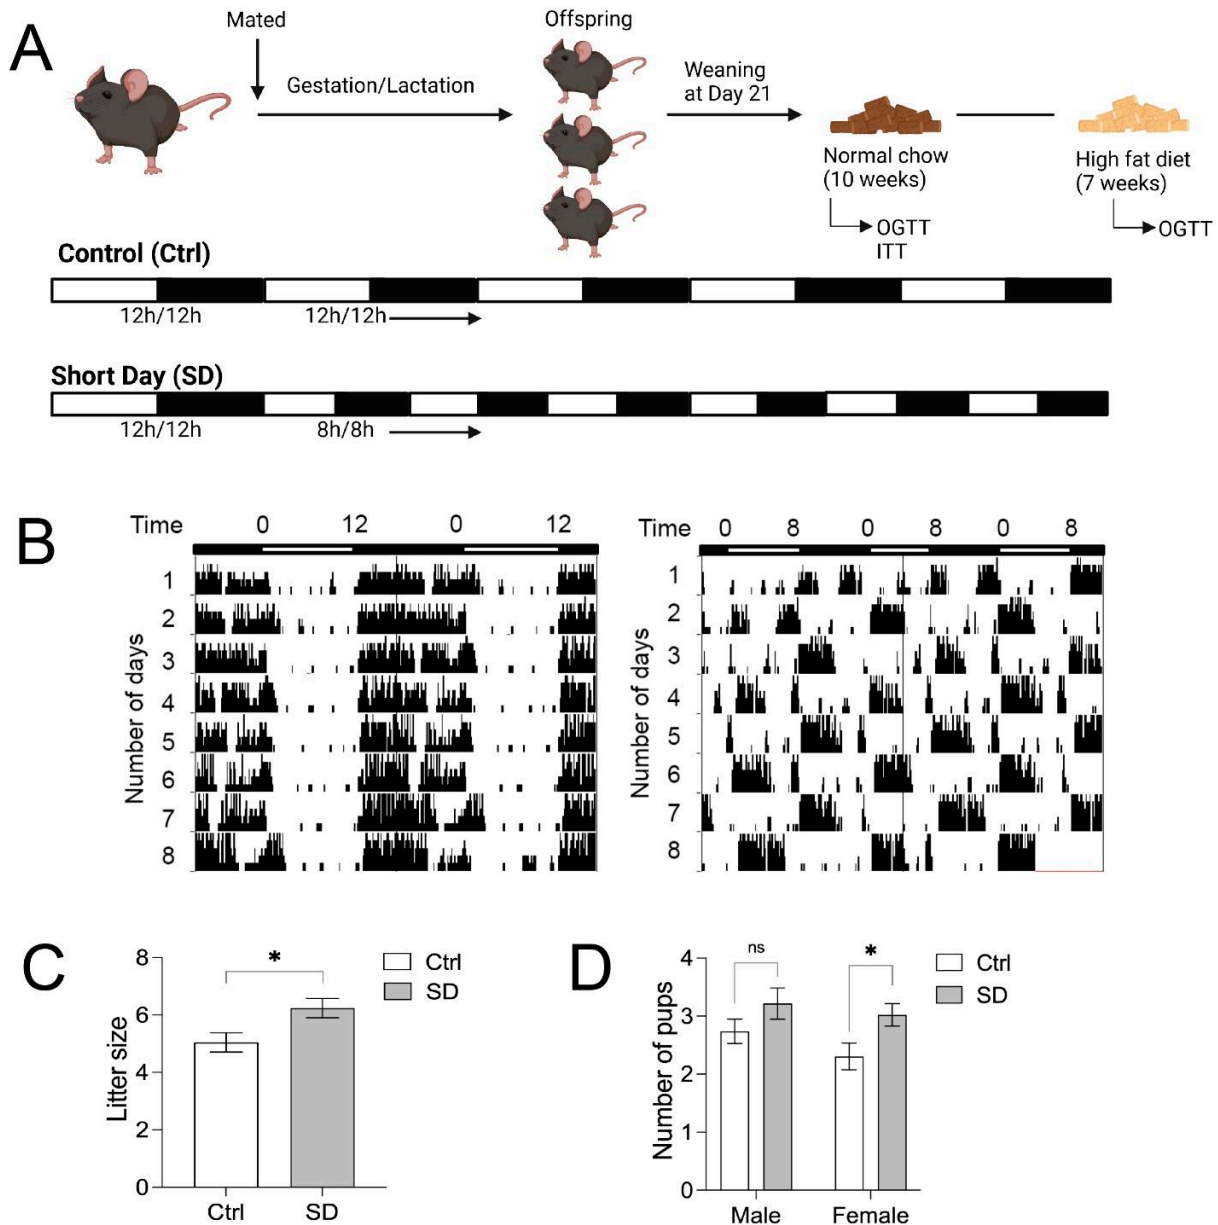 A
Mated
Offspring
Gestation/Lactation
Weaning
at Day 21
Normal chow
(10 weeks)
OGTT
ITT
High fat diet
(7 weeks)
OGTT
Control (Ctrl)
12h/12h
12h/12h
Short Day (SD)
12h/12h
8h/8h
B
Time 0 12 0 12
Number of days
1
2
3
4
5
6
7
8
Time 0 8 0 8 0 8
Number of days
1
2
3
4
5
6
7
8
C
Litter size
8
6
4
2
0
*
Ctrl
SD
Ctrl SD
D
Number of pups
4
3
2
1
0
ns
*
Ctrl
SD
Male Female